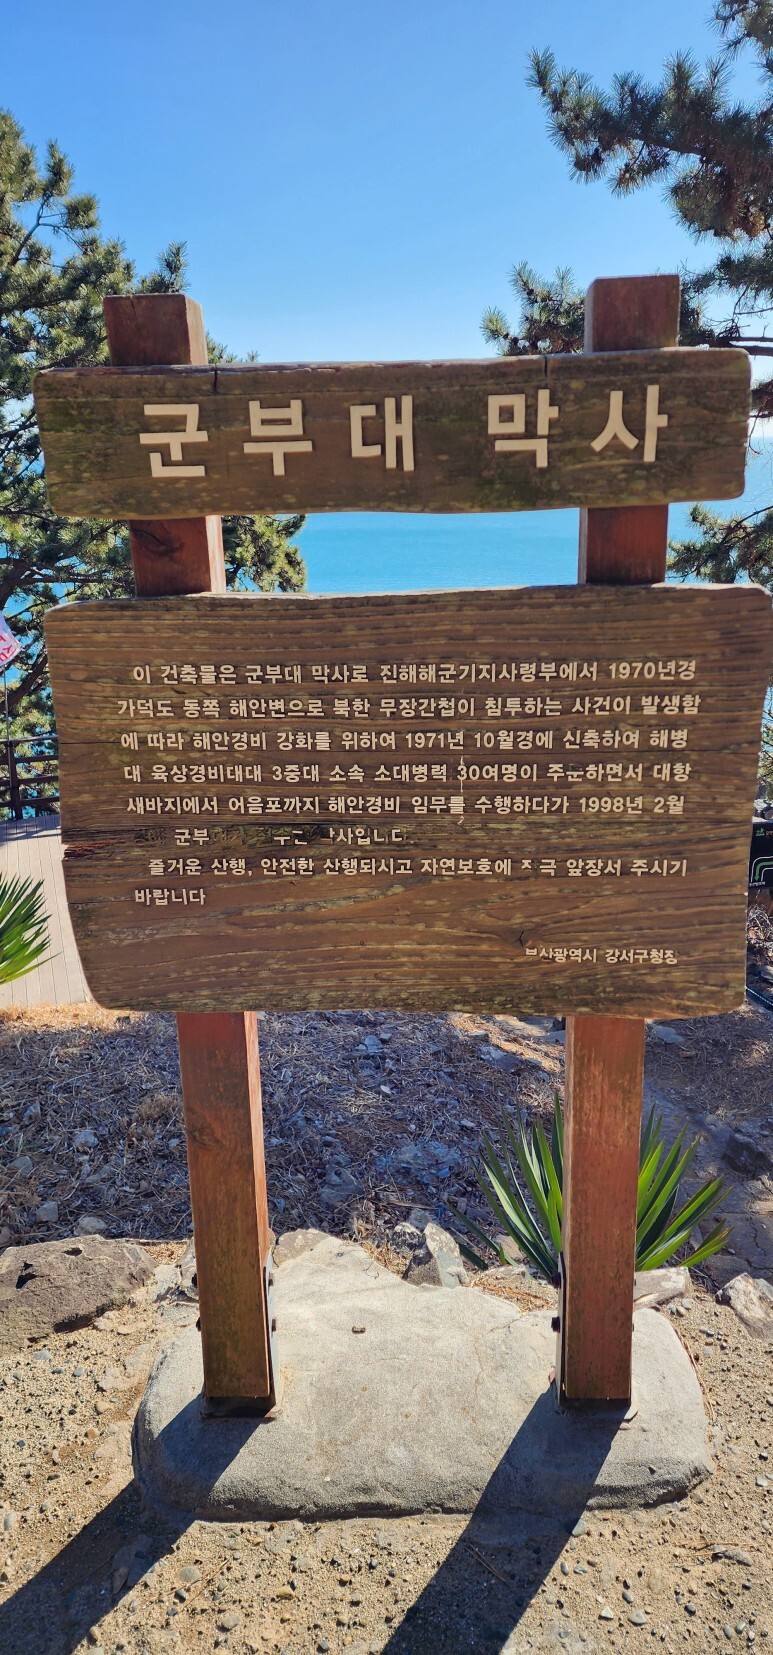 군부대 막사
이 건축물은 군부대 막사로 진해해군기지사령부에서 1970년경
가덕도 동쪽 해안변으로 북한 무장간첩이 침투하는 사건이 발생함
에 따라 해안경비 강화를 위하여 1971년 10월경에 신축하여 해병
대 육상경비대대 3중대 소속 소대병력 30여명이 주둔하면서 대항
새바지에서 어음포까지 해안경비 임무를 수행하다가 1998년 2월
군부
즐거운 산행, 안전한 산행되시고 자연보호에 극 앞장서 주시기
바랍니다
부산광역시 강서구청장